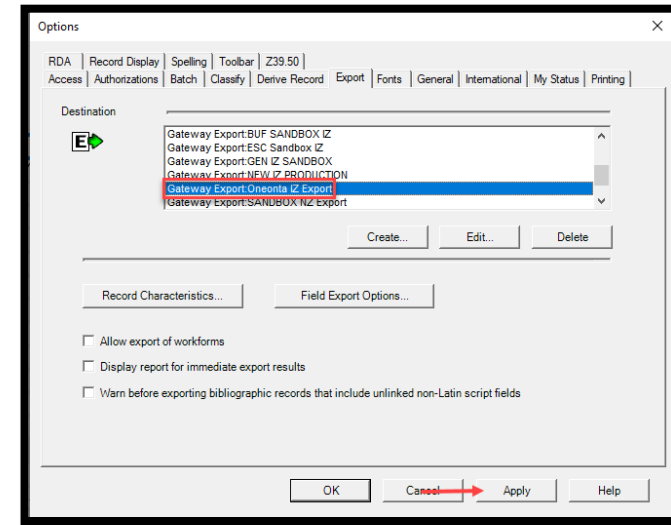 Options
RDA Record Display Spelling Toolbar Z39.50
Access Authorizations Batch Classify Derive Record Export Fonts General International My Status Printing
Destination
E
Gateway Export:BUF SANDBOX IZ
Gateway Export:ESC Sandbox IZ
Gateway Export:GEN IZ SANDBOX
Gateway Export:NEW IZ PRODUCTION
Gateway Export:Oneonta IZ Export
Gateway Export:SANDBOX NZ Export
Create... Edit... Delete
Record Characteristics... Field Export Options...
Allow export of workforms
Display report for immediate export results
Warn before exporting bibliographic records that include unlinked non-Latin script fields
OK Cancel Apply Help